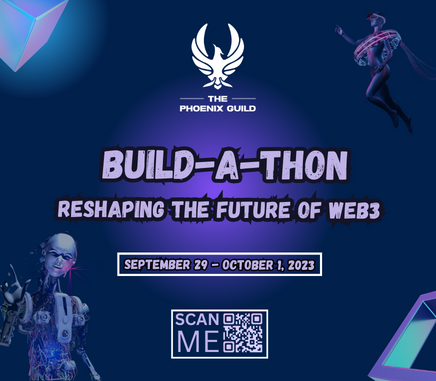 THE
PHOENIX GUILD
BUILD-A-THON
RESHAPING THE FUTURE OF WEB3
SEPTEMBER 29 - OCTOBER 1, 2023
SCAN
ME